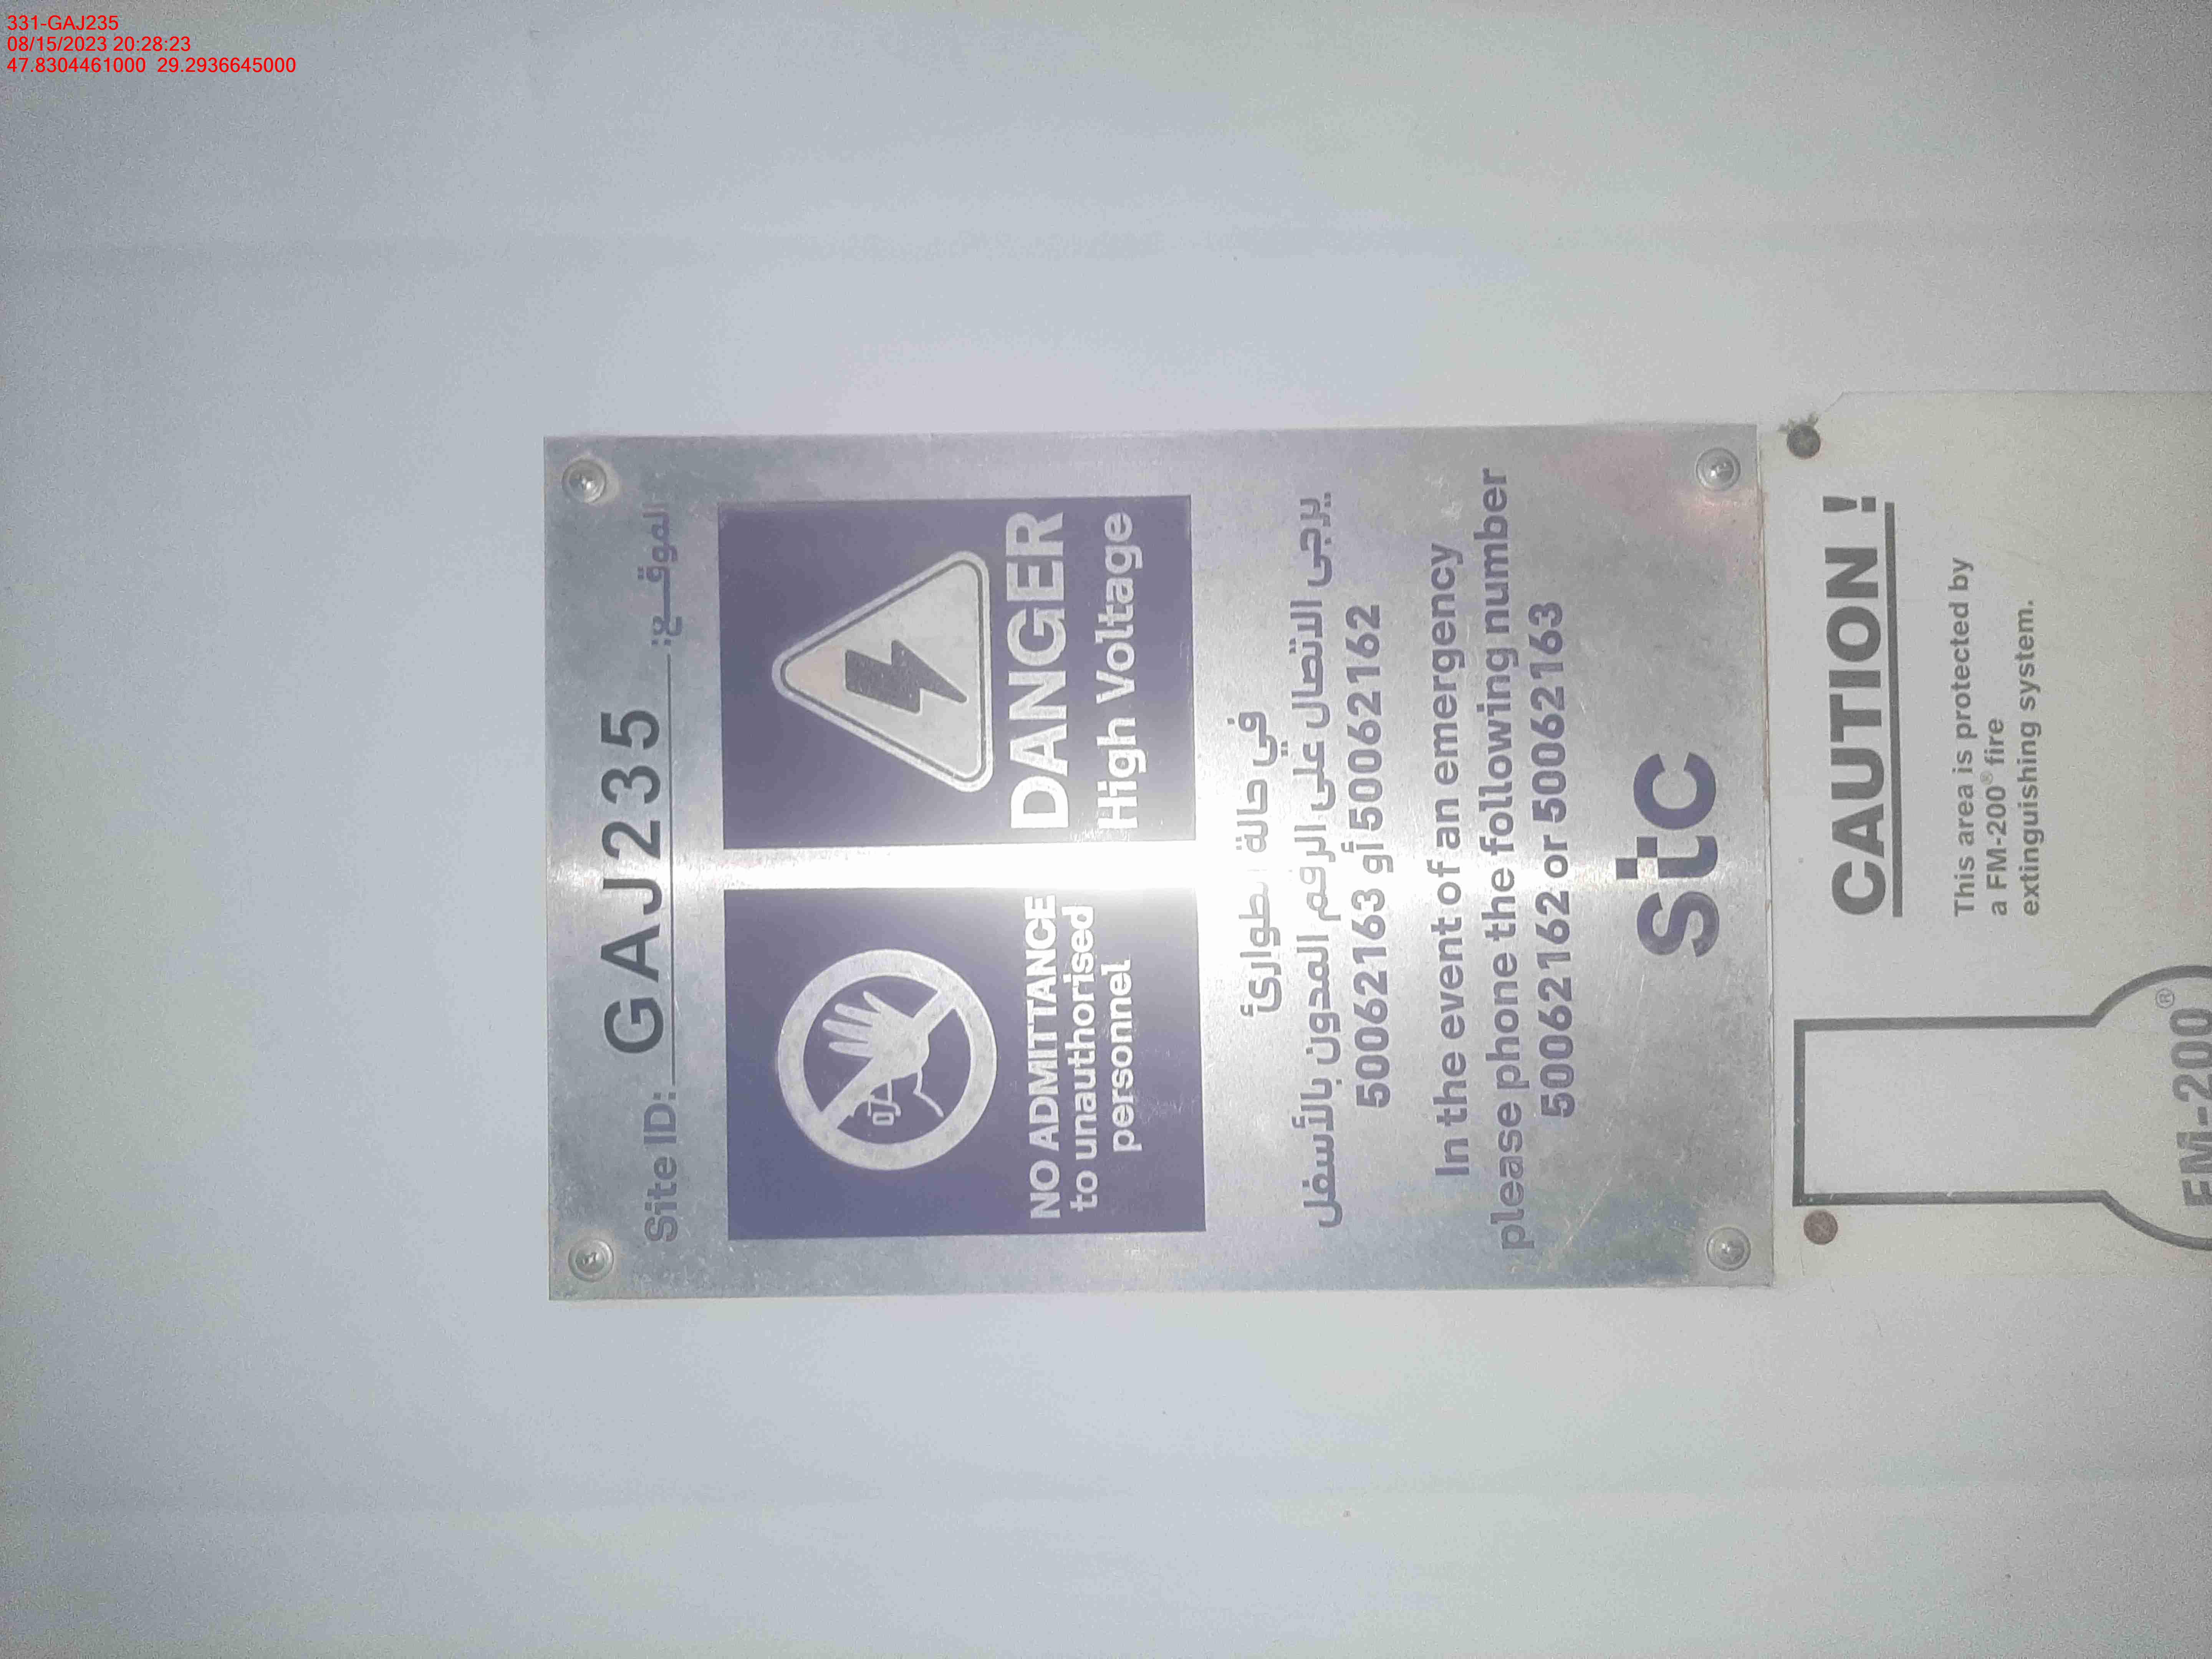 331-GAJ235
08/15/2023 20:28:23
47.8304461000 29.2936645000
Site ID: GAJ235 الموقـــع:
NO ADMITTANCE
to unauthorised
personnel
DANGER
High Voltage
في حالة الطوارئ
يرجى الاتصال على الرقم المدون بالأسفل
50062163 أو 50062162
In the event of an emergency
please phone the following number
50062162 or 50062163
stc
CAUTION !
This area is protected by
a FM-200® fire
extinguishing system.
FM-200®